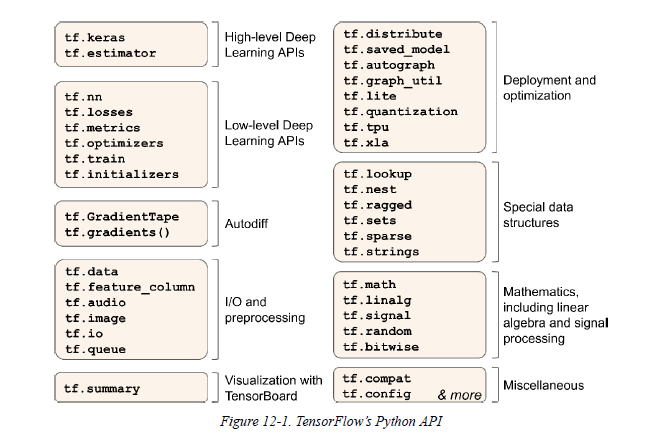 tf.keras
tf.estimator
High-level Deep
Learning APIs
tf.nn
tf.losses
tf.metrics
tf.optimizers
tf.train
tf.initializers
Low-level Deep
Learning APIs
tf.GradientTape
tf.gradients()
Autodiff
tf.data
tf.feature_column
tf.audio
tf.image
tf.io
tf.queue
I/O and
preprocessing
tf.summary
Visualization with
TensorBoard
tf.distribute
tf.saved_model
tf.autograph
tf.graph_util
tf.lite
tf.quantization
tf.tpu
tf.xla
Deployment and
optimization
tf.lookup
tf.nest
tf.ragged
tf.sets
tf.sparse
tf.strings
Special data
structures
tf.math
tf.linalg
tf.signal
tf.random
tf.bitwise
Mathematics,
including linear
algebra and signal
processing
tf.compat
tf.config & more
Miscellaneous
Figure 12-1. TensorFlow's Python API